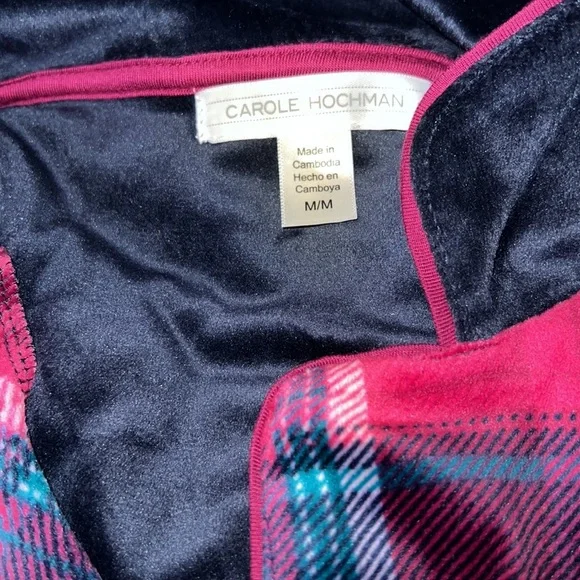 CAROLE HOCHMAN
Made in
Cambodia
Hecho en
Camboya
M/M